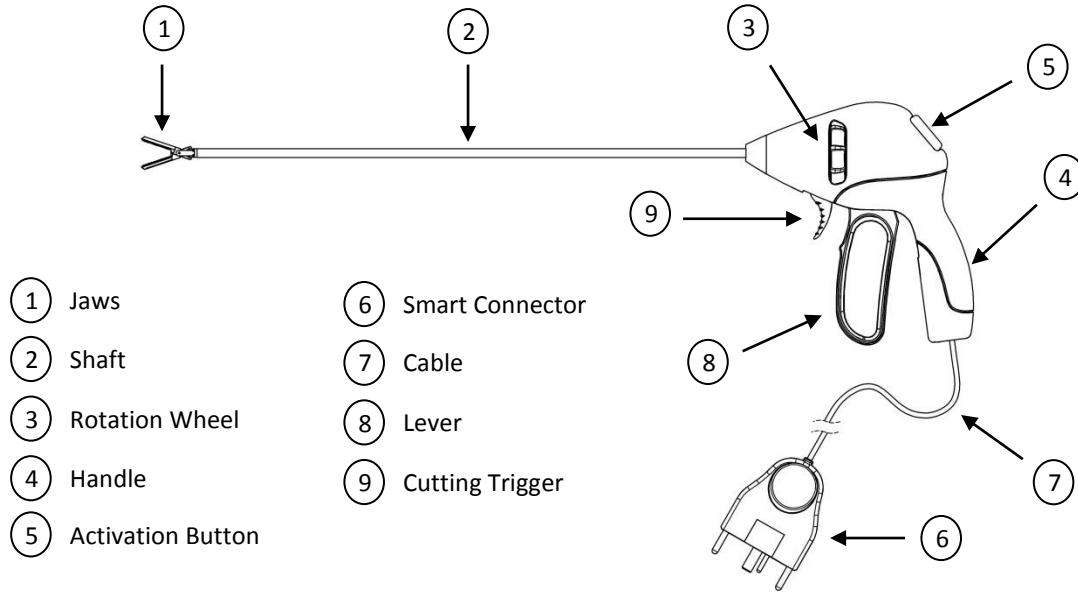 1
2
3
5
4
9
8
7
6
1 Jaws
2 Shaft
3 Rotation Wheel
4 Handle
5 Activation Button
6 Smart Connector
7 Cable
8 Lever
9 Cutting Trigger